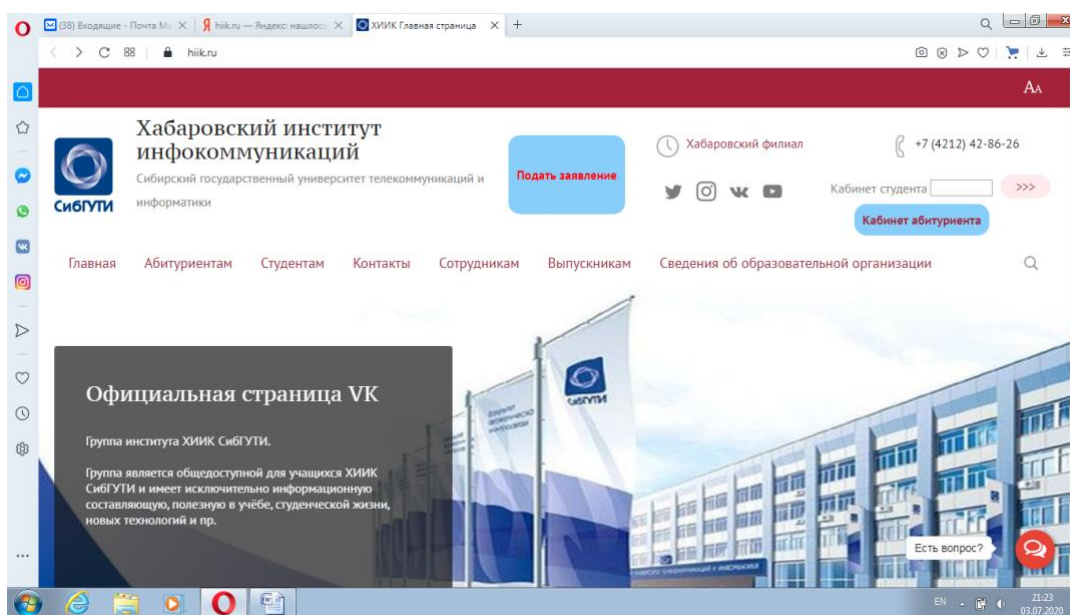 (38) Входящие - Почта Ma
hiik.ru — Яндекс: нашлось
ХИИК Главная страница
88
hiik.ru
AA
Хабаровский институт
инфокоммуникаций
Сибирский государственный университет телекоммуникаций и
информатики
СибГУТИ
Подать заявление
Хабаровский филиал
+7 (4212) 42-86-26
Кабинет студента
>>>
Кабинет абитуриента
Главная
Абитуриентам
Студентам
Контакты
Сотрудникам
Выпускникам
Сведения об образовательной организации
СибГУТИ
Официальная страница VK
Группа института ХИИК СибГУТИ.
Группа является общедоступной для учащихся ХИИК
СибГУТИ и имеет исключительно информационную
составляющую, полезную в учёбе, студенческой жизни,
новых технологий и пр.
Есть вопрос?
EN
21:23
03.07.2020